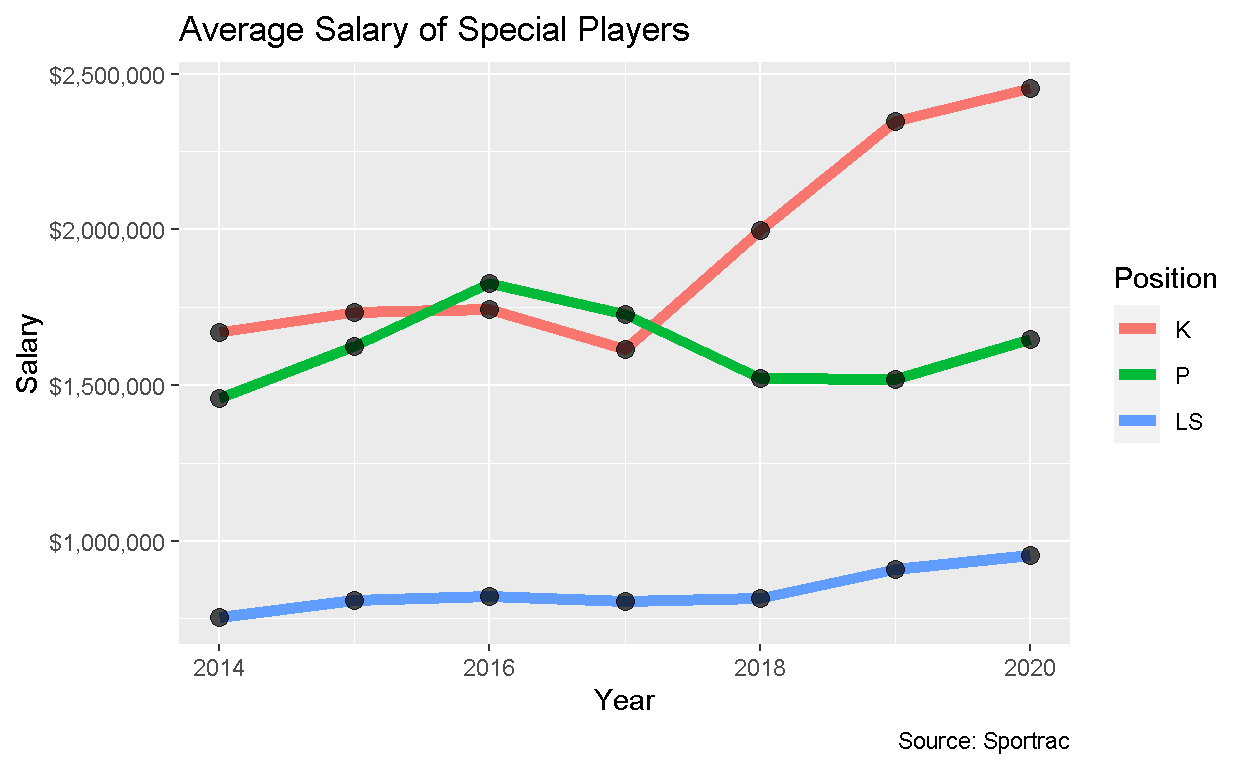 Average Salary of Special Players
$2,500,000
$2,000,000
$1,500,000
$1,000,000
Salary
2014 2016 2018 2020
Year
Position
K
P
LS
Source: Sportrac